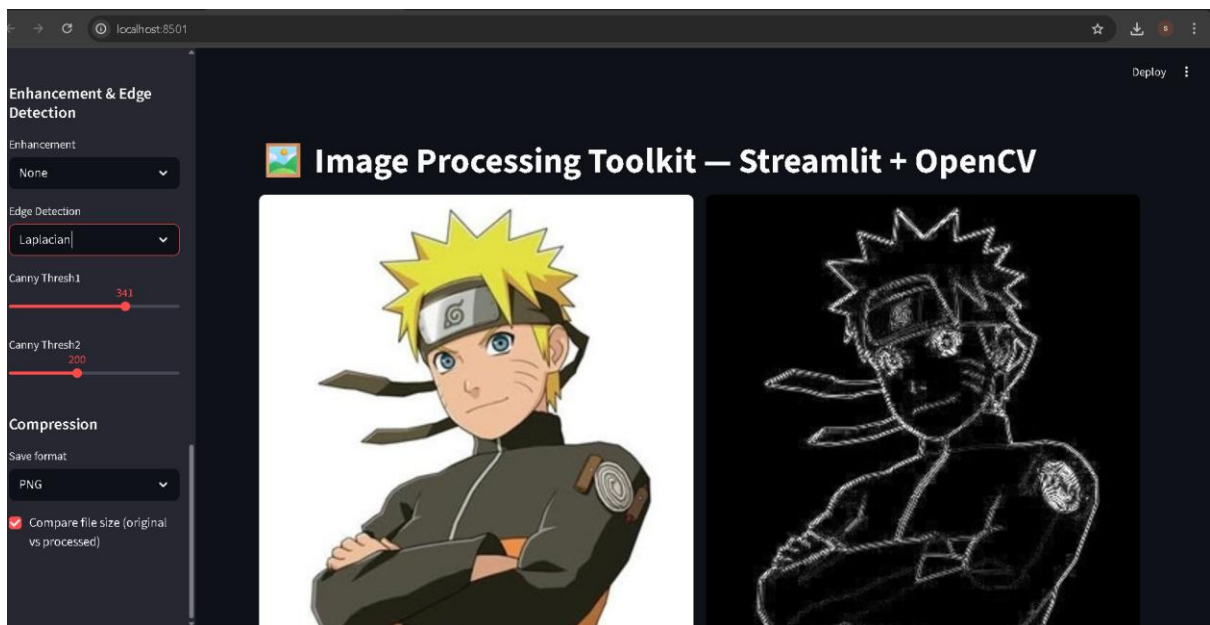 localhost:8501
s
Deploy
Enhancement & Edge
Detection
Enhancement
None
Edge Detection
Laplacian
Canny Thresh1
341
Canny Thresh2
200
Compression
Save format
PNG
Compare file size (original
vs processed)
Image Processing Toolkit — Streamlit + OpenCV